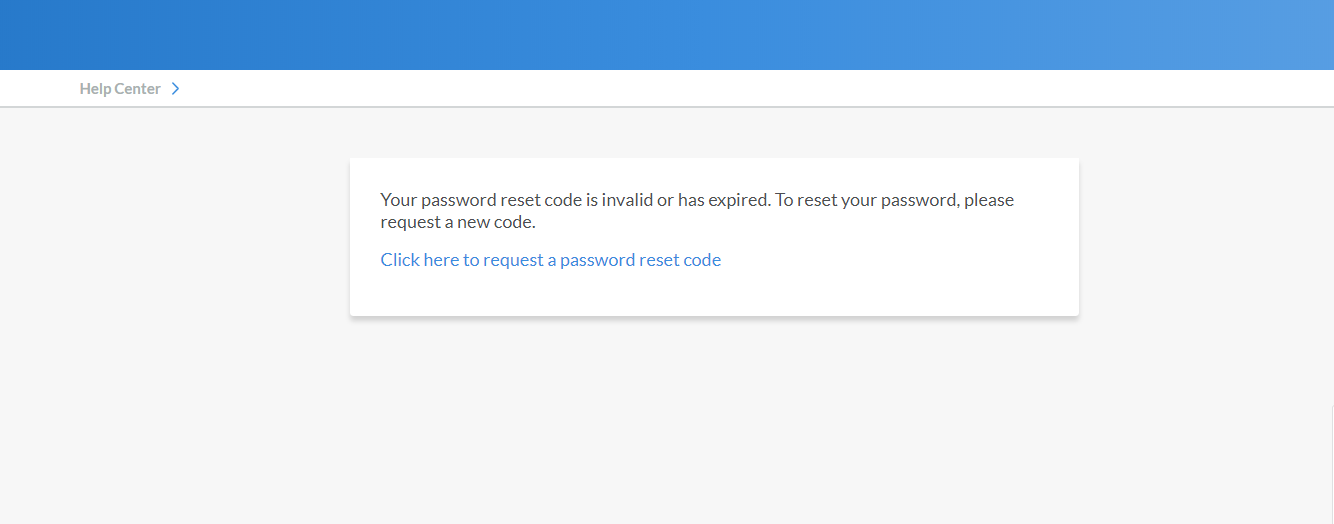 Help Center
Your password reset code is invalid or has expired. To reset your password, please
request a new code.
Click here to request a password reset code